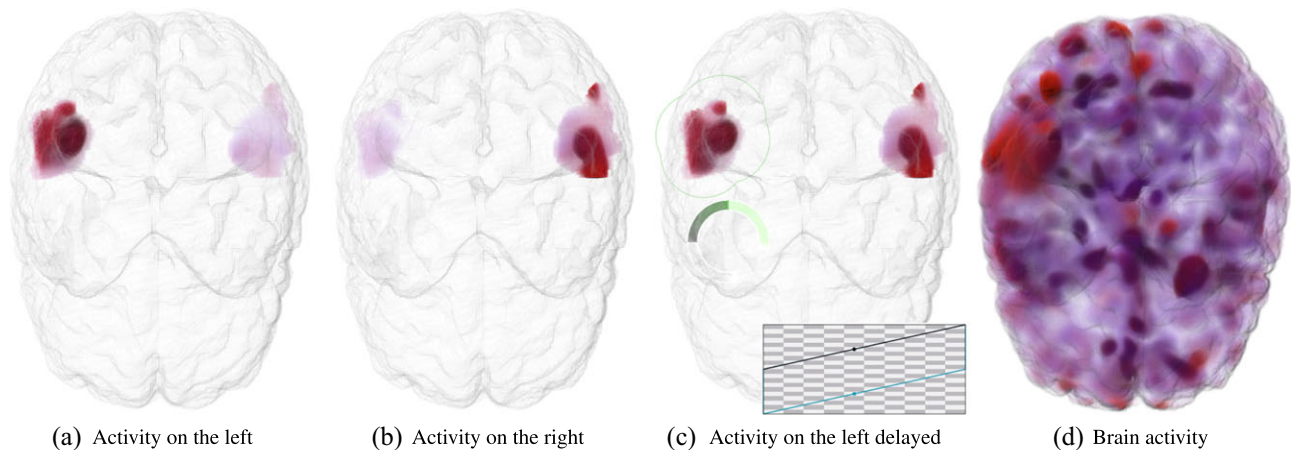 (a) Activity on the left
(b) Activity on the right
(c) Activity on the left delayed
(d) Brain activity